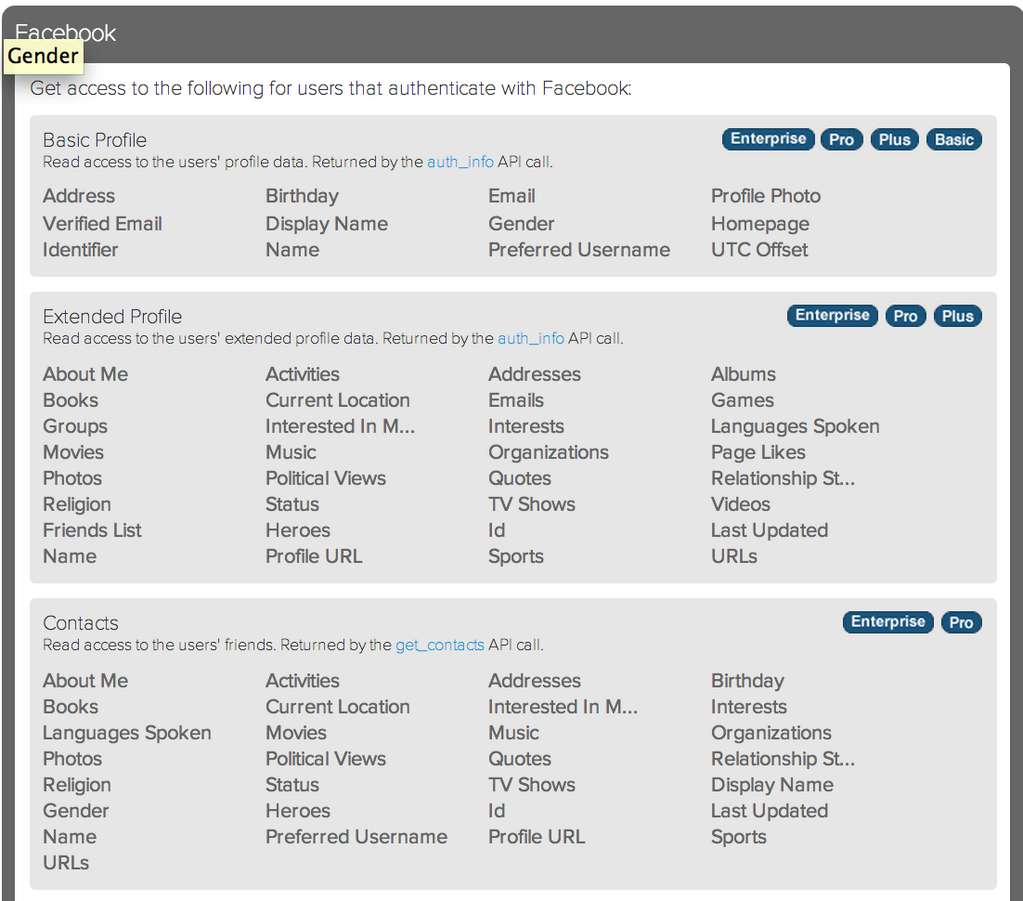 Facebook
Gender
Get access to the following for users that authenticate with Facebook:
Basic Profile Enterprise Pro Plus Basic
Read access to the users' profile data. Returned by the auth_info API call.
Address Birthday Email Profile Photo
Verified Email Display Name Gender Homepage
Identifier Name Preferred Username UTC Offset
Extended Profile Enterprise Pro Plus
Read access to the users' extended profile data. Returned by the auth_info API call.
About Me Activities Addresses Albums
Books Current Location Emails Games
Groups Interested In M... Interests Languages Spoken
Movies Music Organizations Page Likes
Photos Political Views Quotes Relationship St...
Religion Status TV Shows Videos
Friends List Heroes Id Last Updated
Name Profile URL Sports URLs
Contacts Enterprise Pro
Read access to the users' friends. Returned by the get_contacts API call.
About Me Activities Addresses Birthday
Books Current Location Interested In M... Interests
Languages Spoken Movies Music Organizations
Photos Political Views Quotes Relationship St...
Religion Status TV Shows Display Name
Gender Heroes Id Last Updated
Name Preferred Username Profile URL Sports
URLs